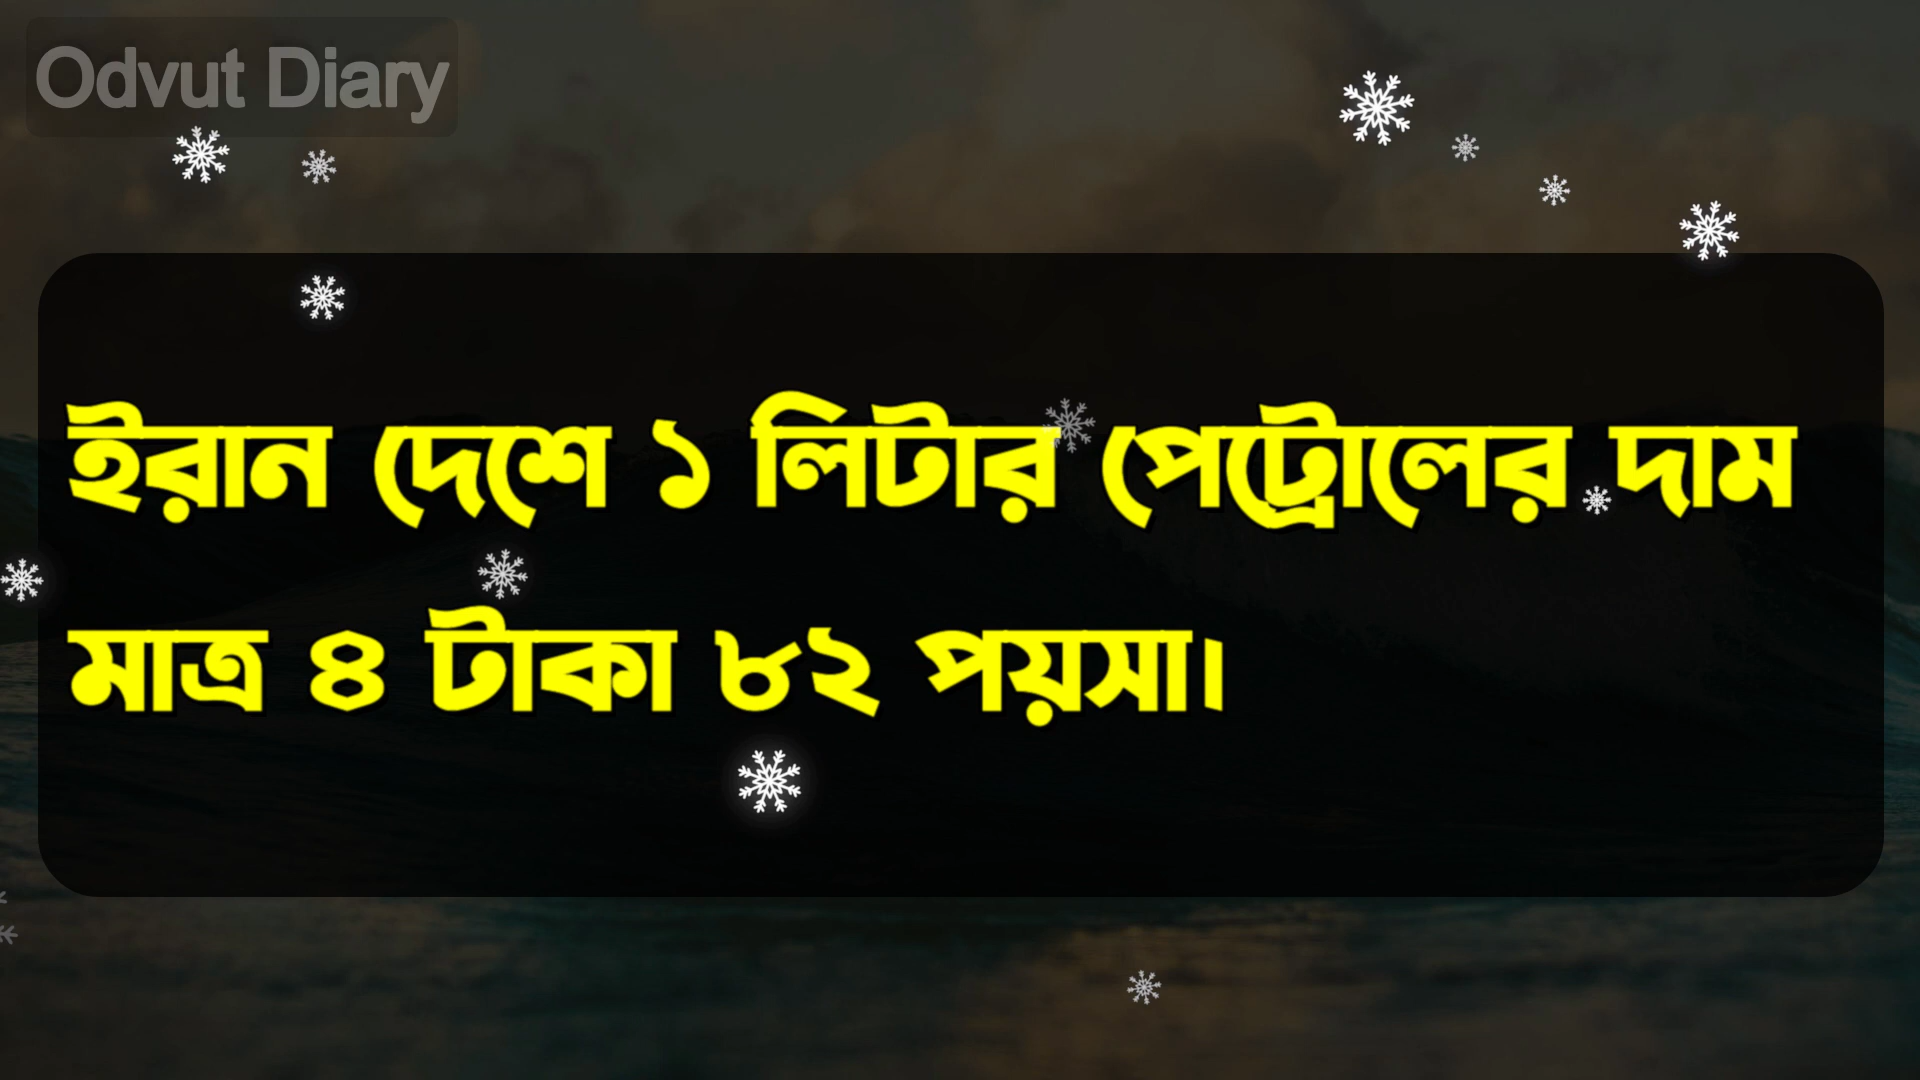 Odvut Diary
ইরান দেশে ১ লিটার পেট্রোলের দাম
মাত্র ৪ টাকা ৮২ পয়সা।